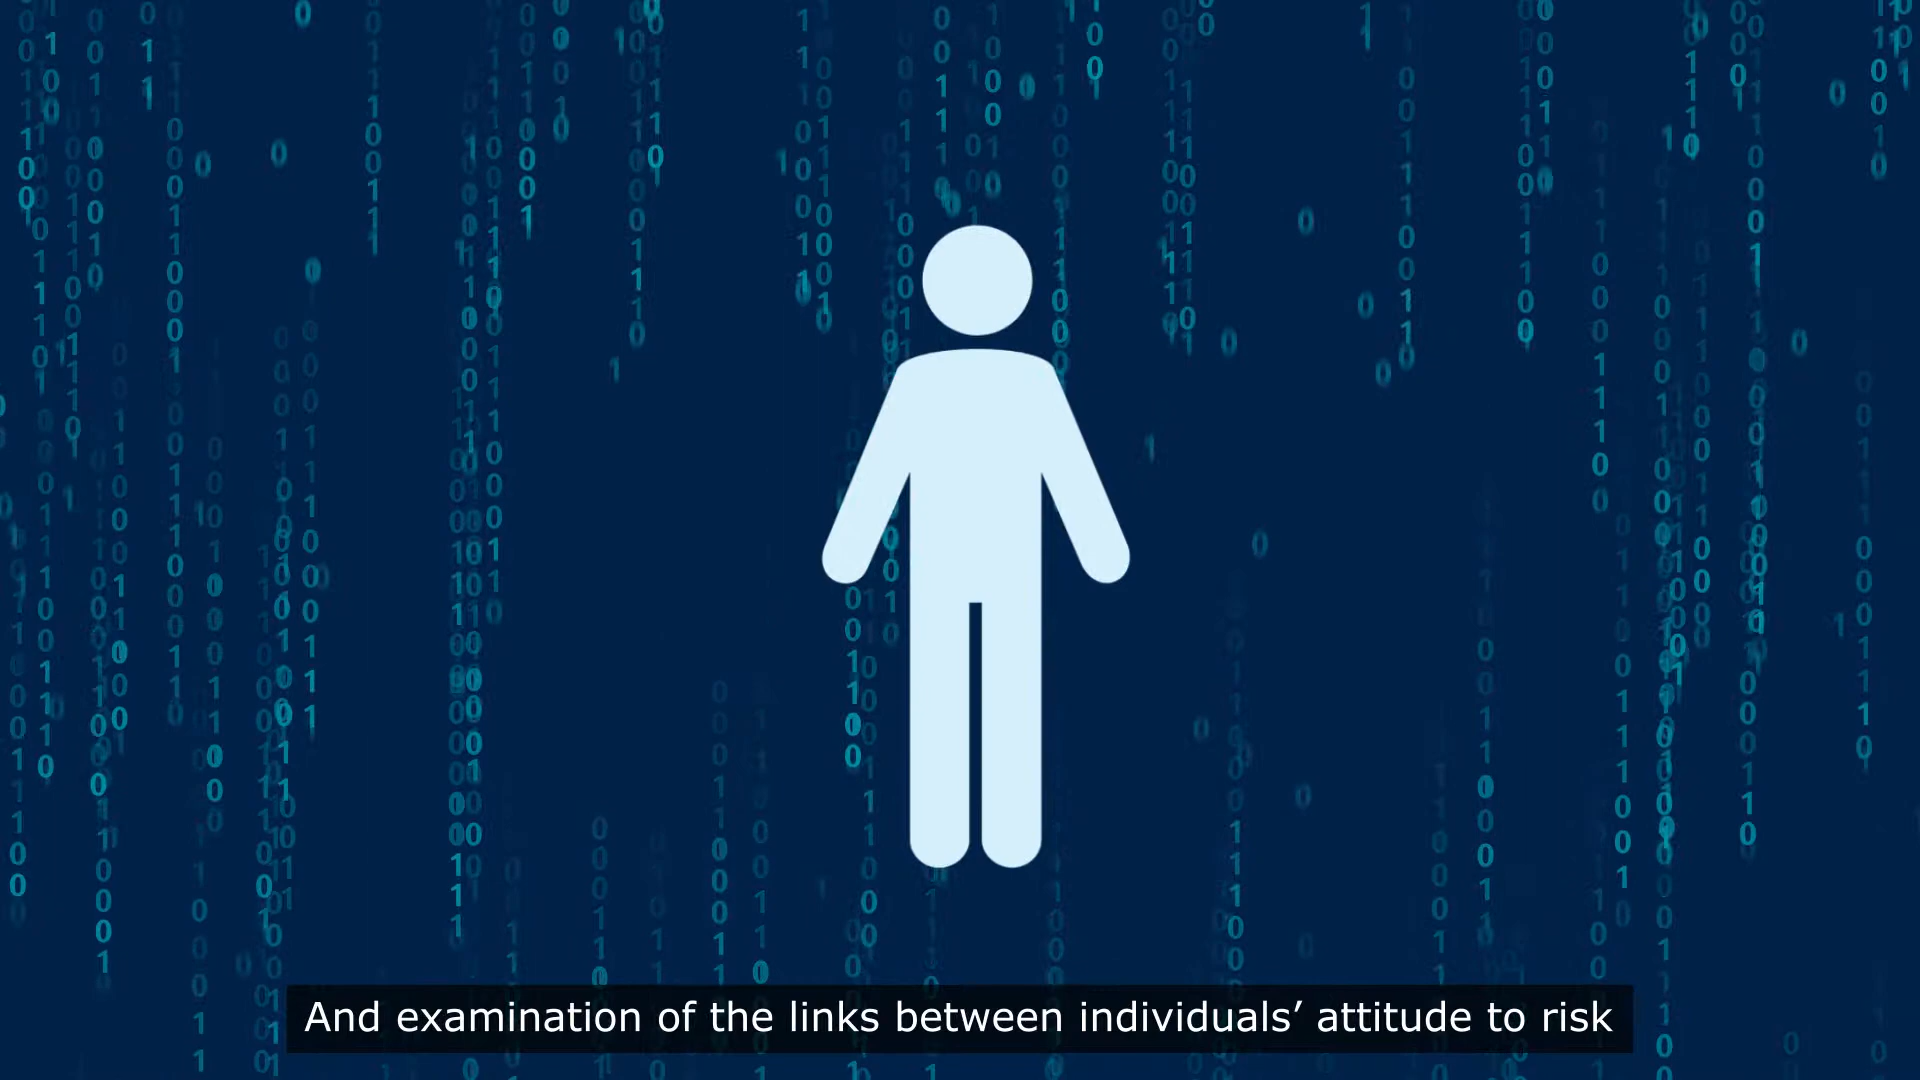 And examination of the links between individuals’ attitude to risk